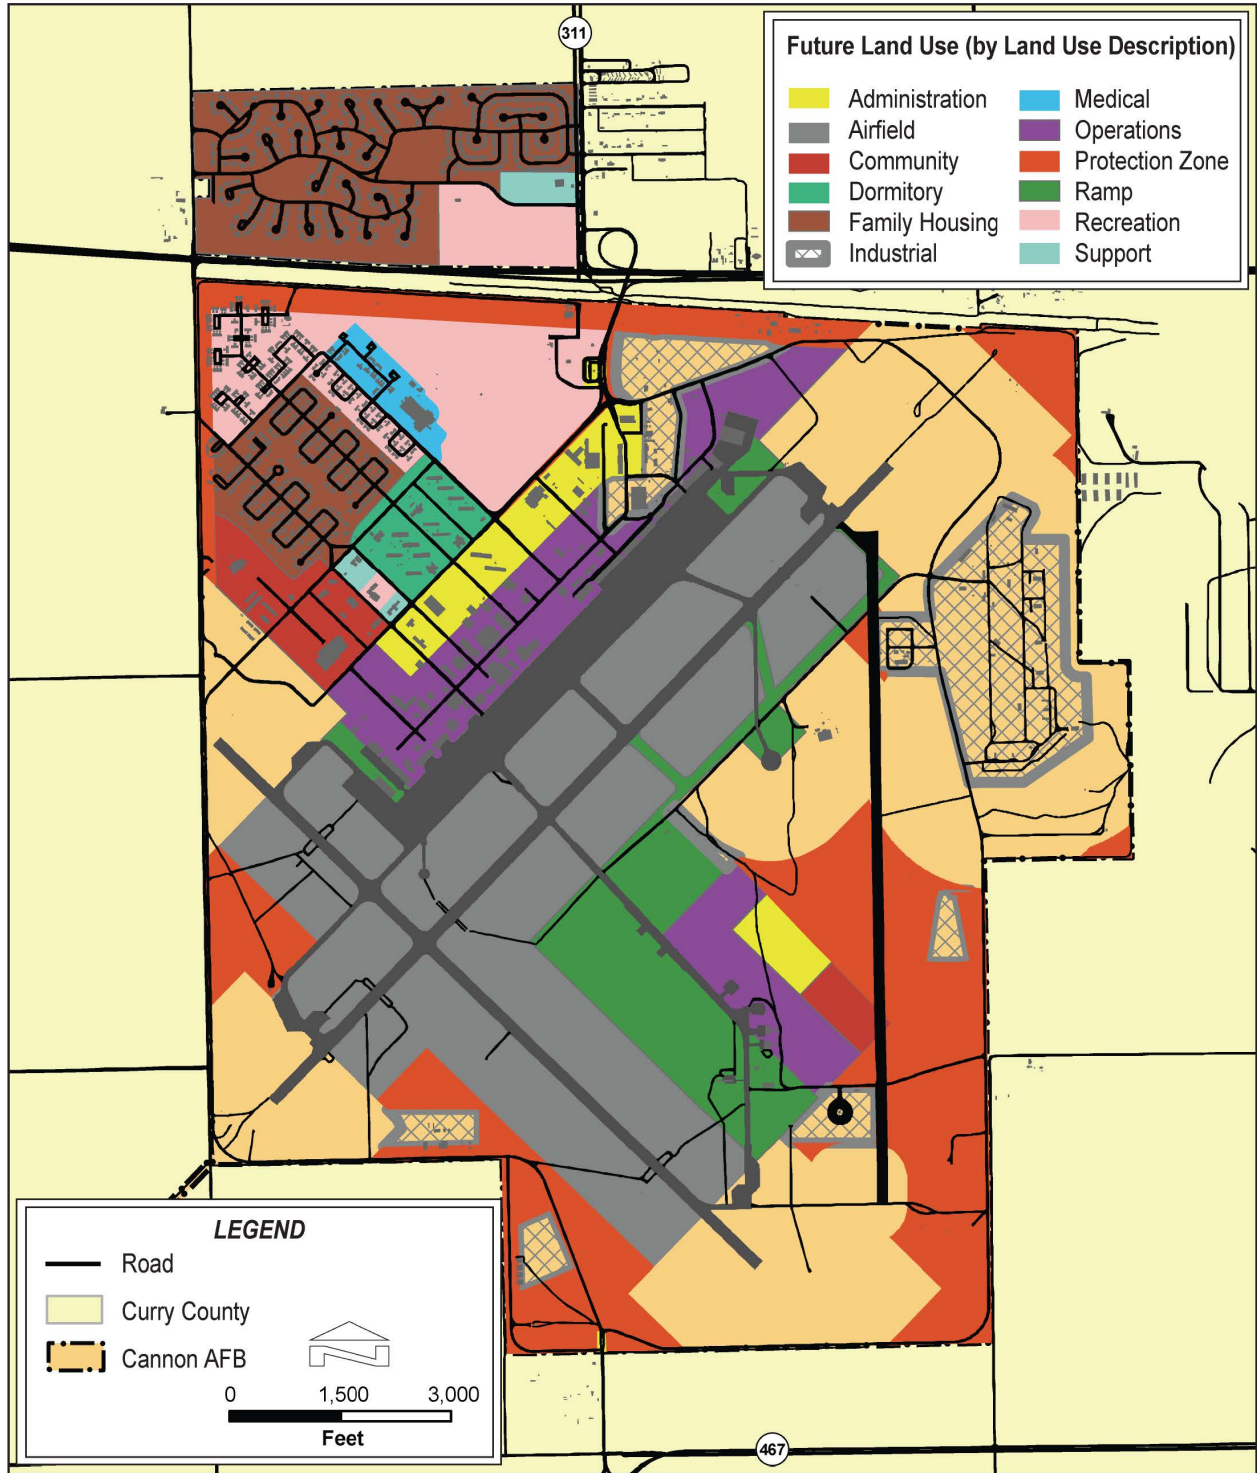 311
Future Land Use (by Land Use Description)
Administration
Airfield
Community
Dormitory
Family Housing
Industrial
Medical
Operations
Protection Zone
Ramp
Recreation
Support
LEGEND
Road
Curry County
Cannon AFB
0 1,500 3,000
Feet
467